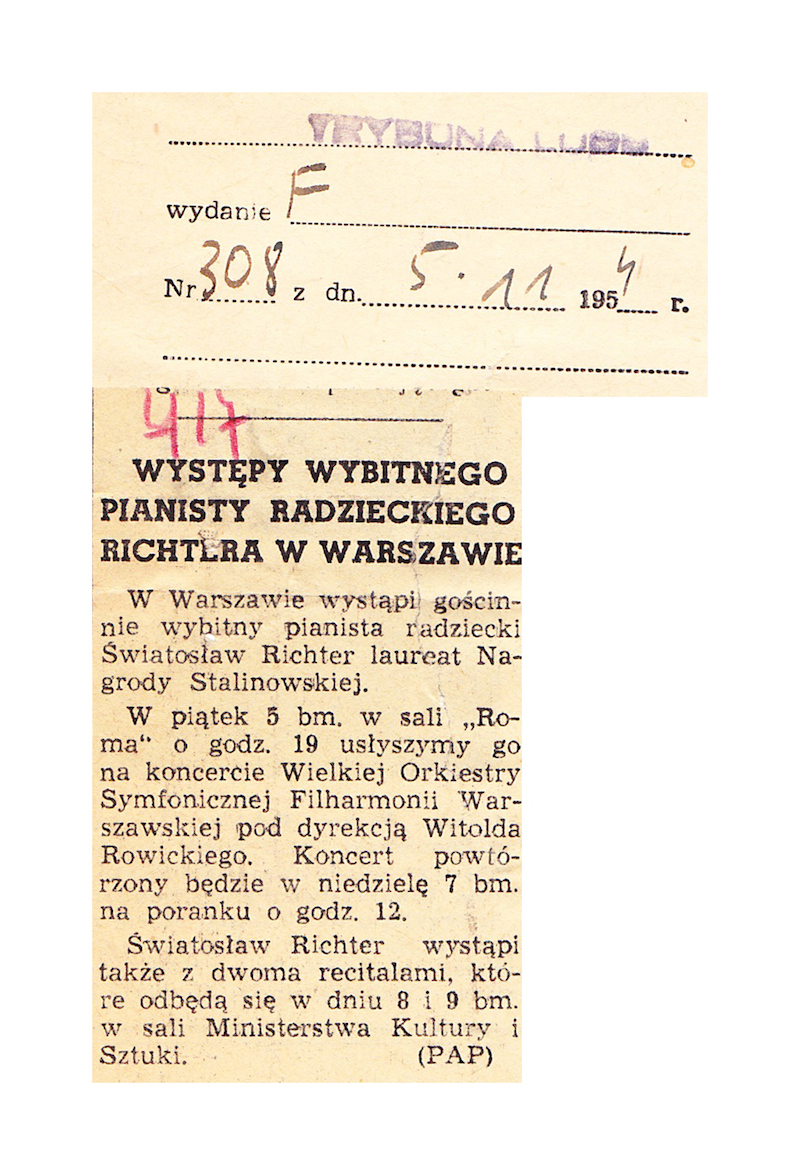 TRYBUNA LUDU
wydanie F
Nr 308 z dn. 5.11 1954 r.
417
WYSTĘPY WYBITNEGO
PIANISTY RADZIECKIEGO
RICHTERA W WARSZAWIE
W Warszawie wystąpi gościn-
nie wybitny pianista radziecki
Światosław Richter laureat Na-
grody Stalinowskiej.
W piątek 5 bm. w sali „Ro-
ma“ o godz. 19 usłyszymy go
na koncercie Wielkiej Orkiestry
Symfonicznej Filharmonii War-
szawskiej pod dyrekcją Witolda
Rowickiego. Koncert powtó-
rzony będzie w niedzielę 7 bm.
na poranku o godz. 12.
Światosław Richter wystąpi
także z dwoma recitalami, któ-
re odbędą się w dniu 8 i 9 bm.
w sali Ministerstwa Kultury i
Sztuki. (PAP)